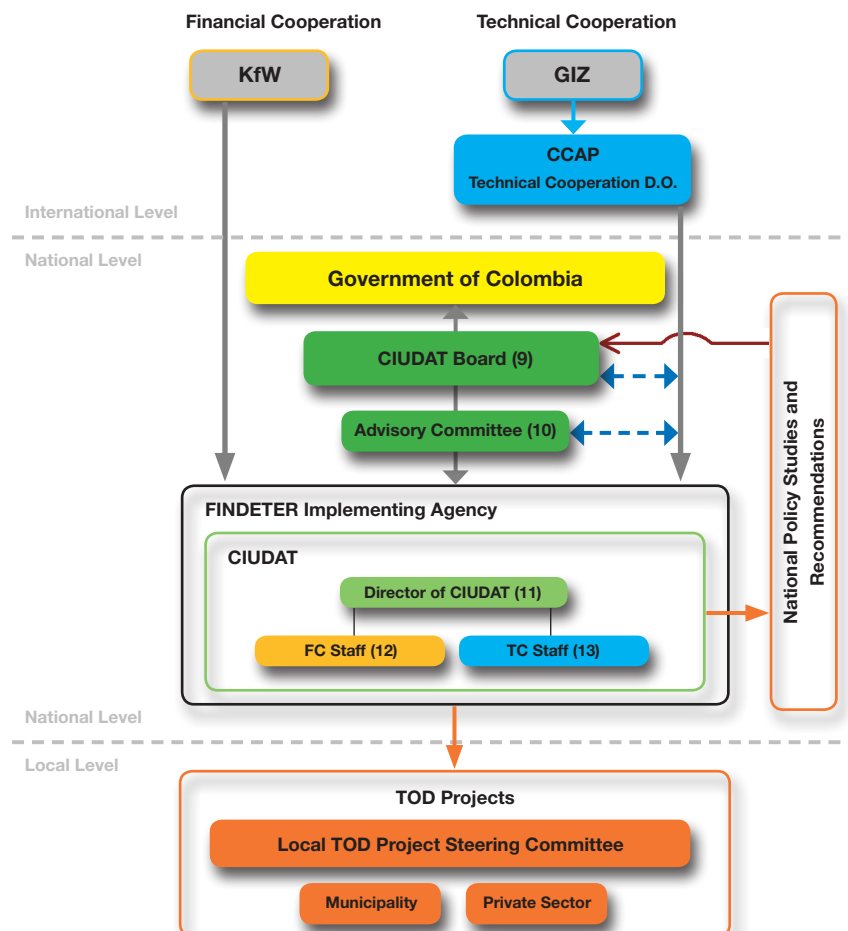 Financial Cooperation
Technical Cooperation
KfW
GIZ
CCAP
Technical Cooperation D.O.
International Level
National Level
Government of Colombia
CIUDAT Board (9)
Advisory Committee (10)
National Policy Studies and
Recommendations
FINDETER Implementing Agency
CIUDAT
Director of CIUDAT (11)
FC Staff (12)
TC Staff (13)
National Level
Local Level
TOD Projects
Local TOD Project Steering Committee
Municipality
Private Sector